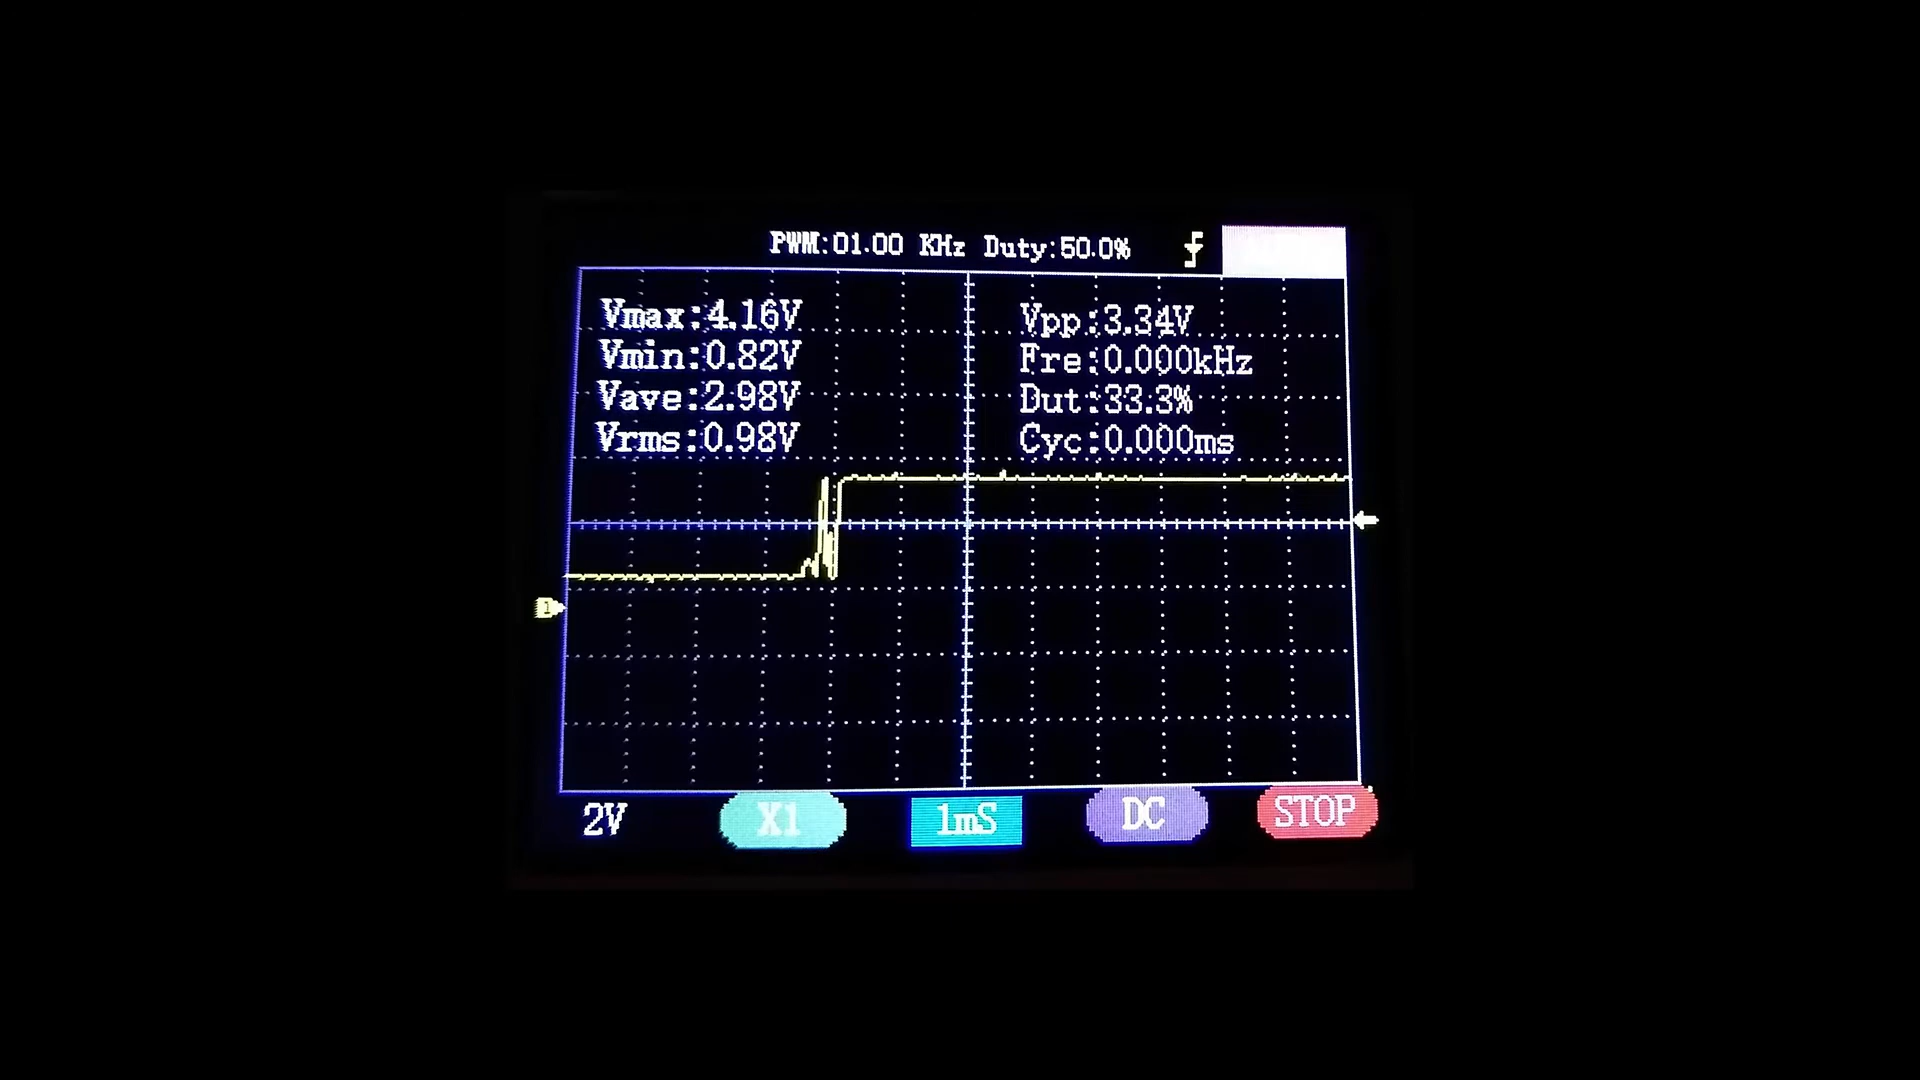 PWM:01.00 KHz Duty:50.0%
Vmax:4.16V Vpp:3.34V
Vmin:0.82V Fre:0.000kHz
Vave:2.98V Dut:33.3%
Vrms:0.98V Cyc:0.000ms
1
2V X1 1mS DC STOP